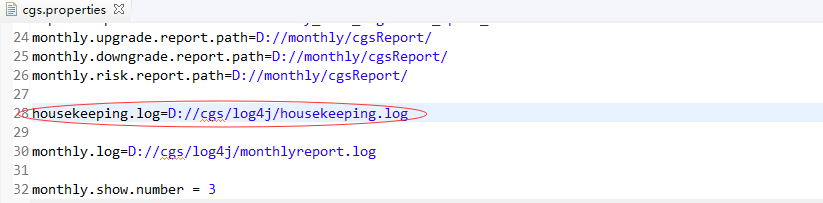 cgs.properties
24 monthly.upgrade.report.path=D://monthly/cgsReport/
25 monthly.downgrade.report.path=D://monthly/cgsReport/
26 monthly.risk.report.path=D://monthly/cgsReport/
27
28 housekeeping.log=D://cgs/log4j/housekeeping.log
29
30 monthly.log=D://cgs/log4j/monthlyreport.log
31
32 monthly.show.number = 3